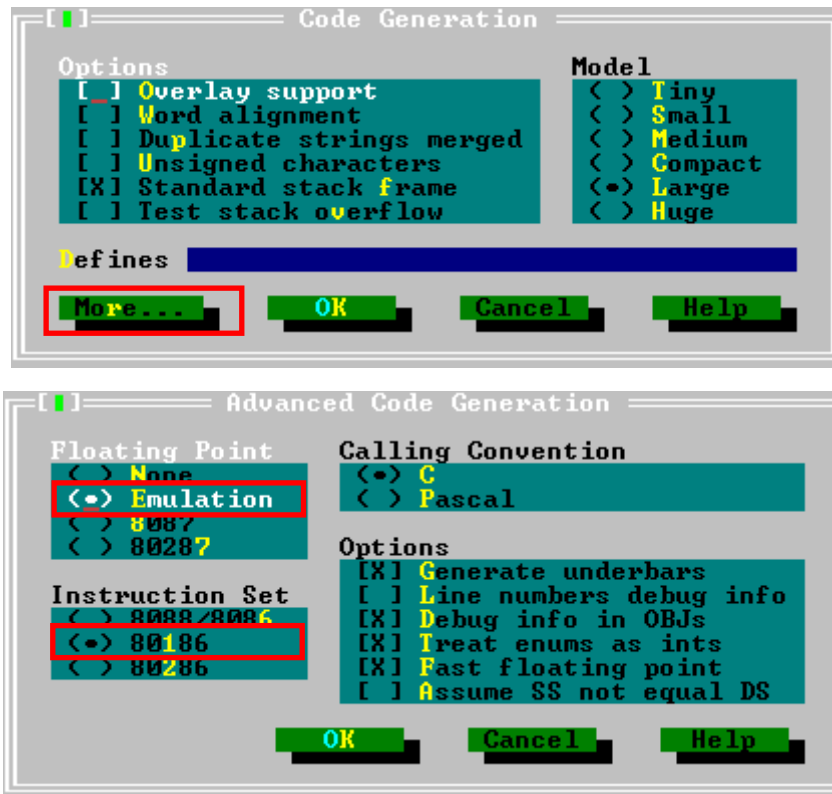 [▮] Code Generation
Options
[ ] Overlay support
[ ] Word alignment
[ ] Duplicate strings merged
[ ] Unsigned characters
[X] Standard stack frame
[ ] Test stack overflow
Model
( ) Tiny
( ) Small
( ) Medium
( ) Compact
(•) Large
( ) Huge
Defines
More... OK Cancel Help
[▮] Advanced Code Generation
Floating Point
( ) None
(•) Emulation
( ) 8087
( ) 80287
Instruction Set
( ) 8088/8086
(•) 80186
( ) 80286
Calling Convention
(•) C
( ) Pascal
Options
[X] Generate underbars
[ ] Line numbers debug info
[X] Debug info in OBJs
[X] Treat enums as ints
[X] Fast floating point
[ ] Assume SS not equal DS
OK Cancel Help